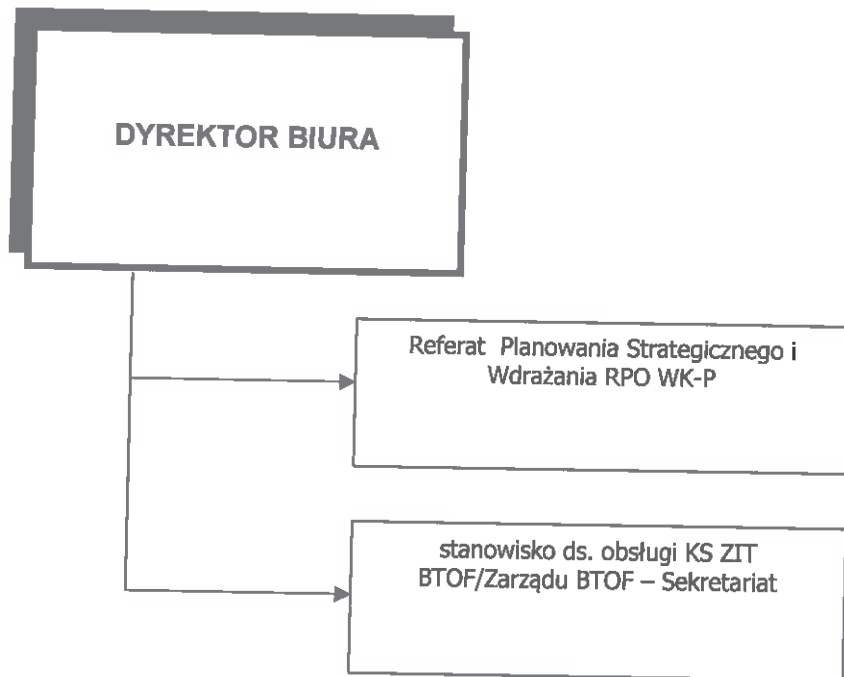 DYREKTOR BIURA
Referat Planowania Strategicznego i
Wdrażania RPO WK-P
stanowisko ds. obsługi KS ZIT
BTOF/Zarządu BTOF – Sekretariat